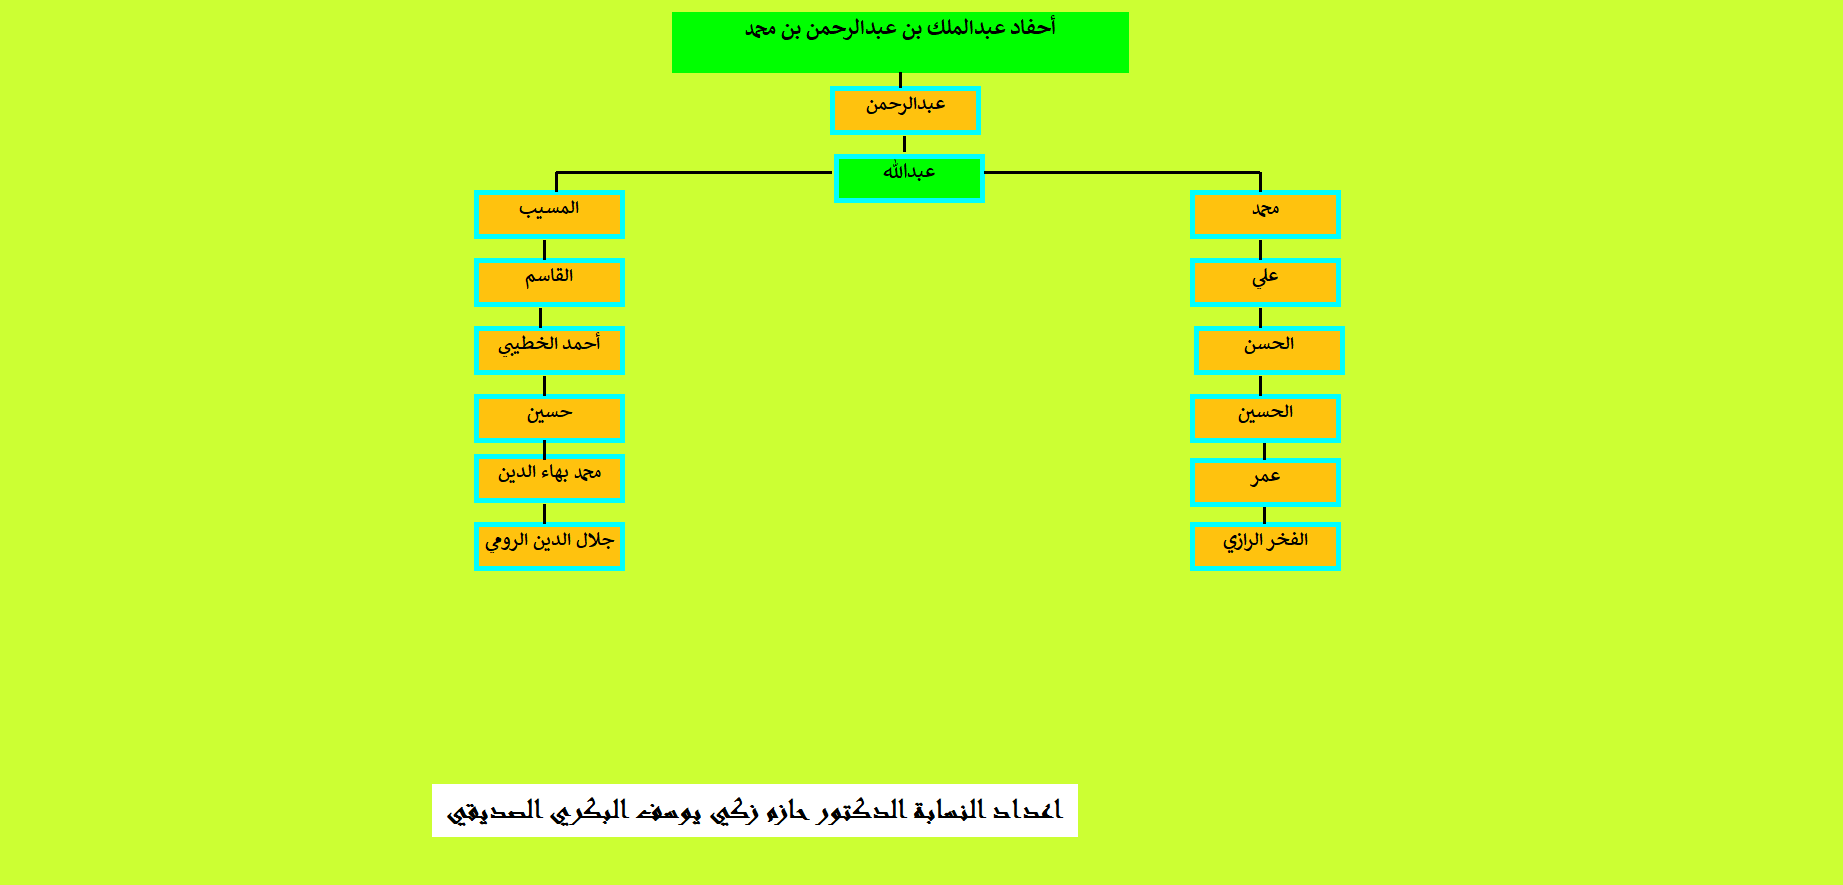 أحفاد عبدالملك بن عبدالرحمن بن محمد
عبدالرحمن
عبدالله
محمد
المسيب
علي
القاسم
الحسن
أحمد الخطيبي
الحسين
حسين
عمر
محمد بهاء الدين
الفخر الرازي
جلال الدين الرومي
اعداد النسابة الدكتور حازم زكي يوسف البكري الصديقي